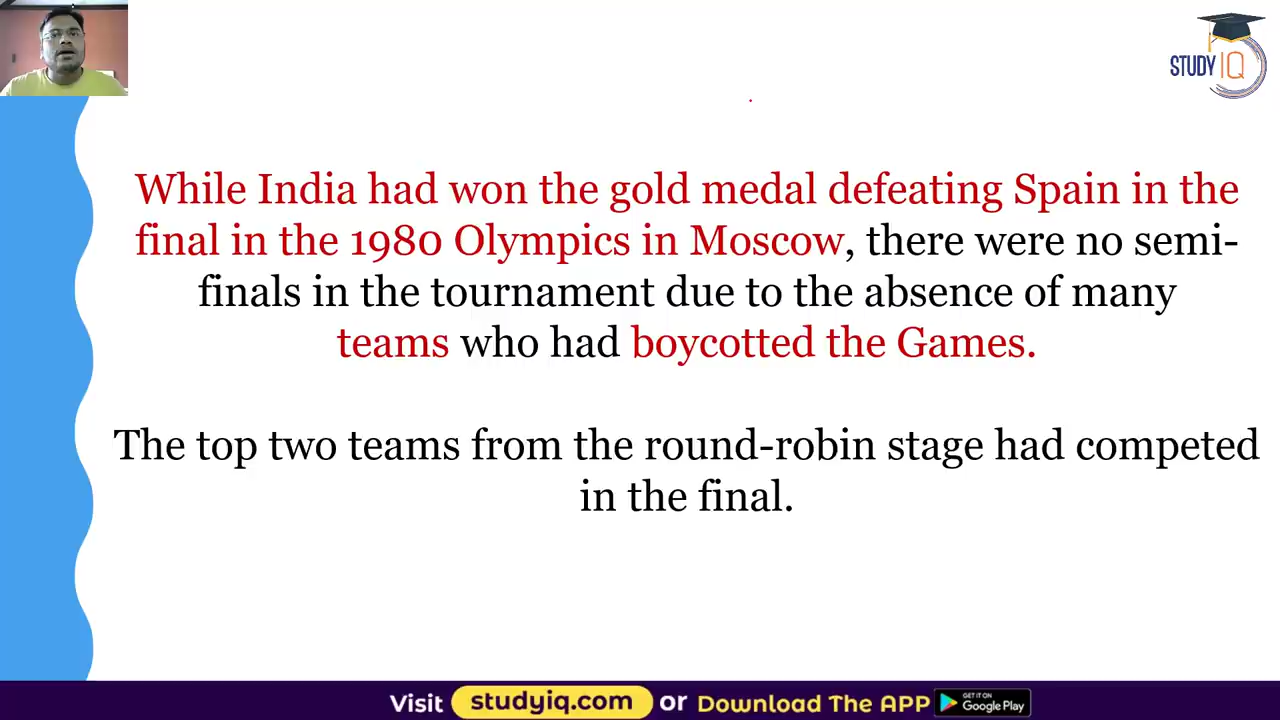 STUDY IQ
While India had won the gold medal defeating Spain in the
final in the 1980 Olympics in Moscow, there were no semi-
finals in the tournament due to the absence of many
teams who had boycotted the Games.
The top two teams from the round-robin stage had competed
in the final.
Visit studyiq.com or Download The APP GET IT ON Google Play